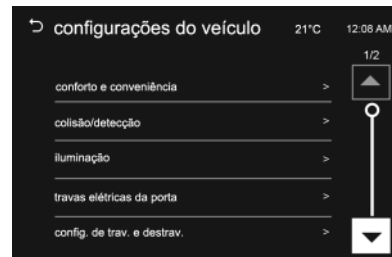 configurações do veículo 21°C 12:08 AM
1/2
conforto e conveniência >
colisão/detecção >
iluminação >
travas elétricas da porta >
config. de trav. e destrav. >